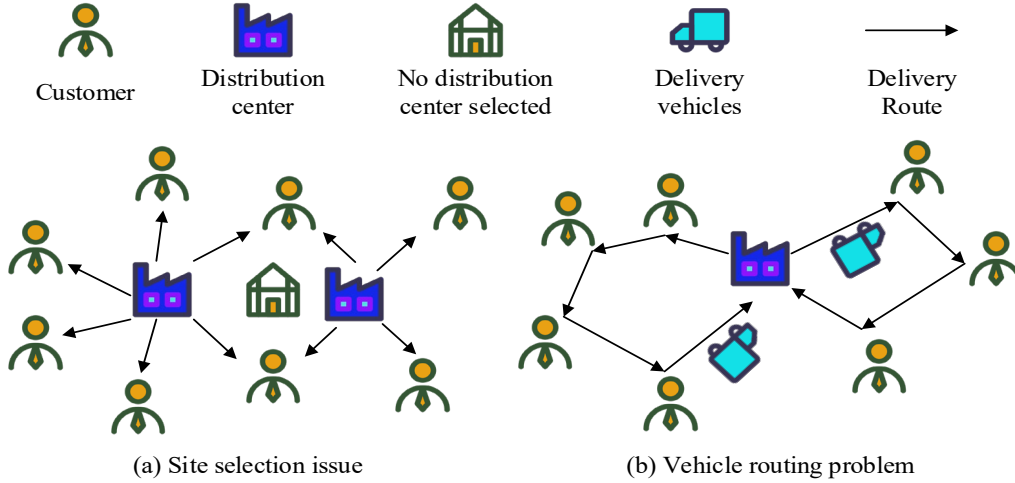 Customer
Distribution
center
No distribution
center selected
Delivery
vehicles
Delivery
Route
(a) Site selection issue
(b) Vehicle routing problem